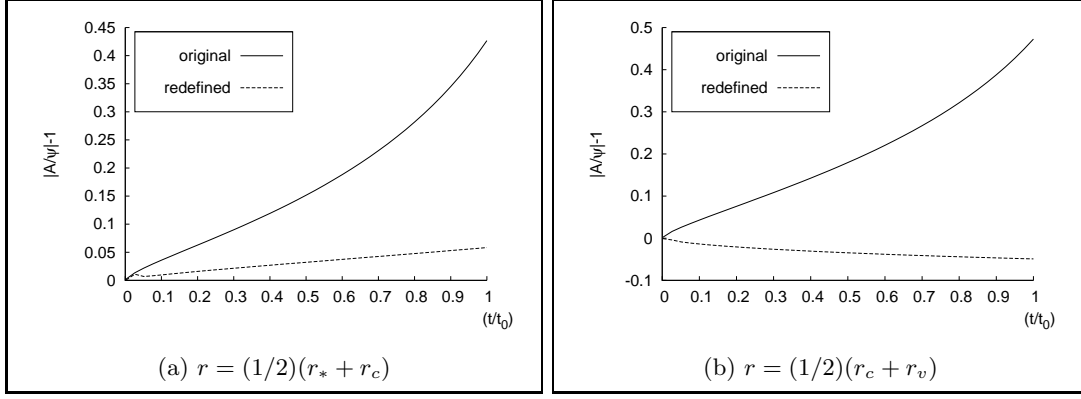 0.45
0.4
0.35
0.3
0.25
0.2
0.15
0.1
0.05
0
|A/ψ|-1
original
redefined
0 0.1 0.2 0.3 0.4 0.5 0.6 0.7 0.8 0.9 1
(t/t₀)
(a) r = (1/2)(r∗ + r_c)
0.5
0.4
0.3
0.2
0.1
0
-0.1
|A/ψ|-1
original
redefined
0 0.1 0.2 0.3 0.4 0.5 0.6 0.7 0.8 0.9 1
(t/t₀)
(b) r = (1/2)(r_c + r_v)